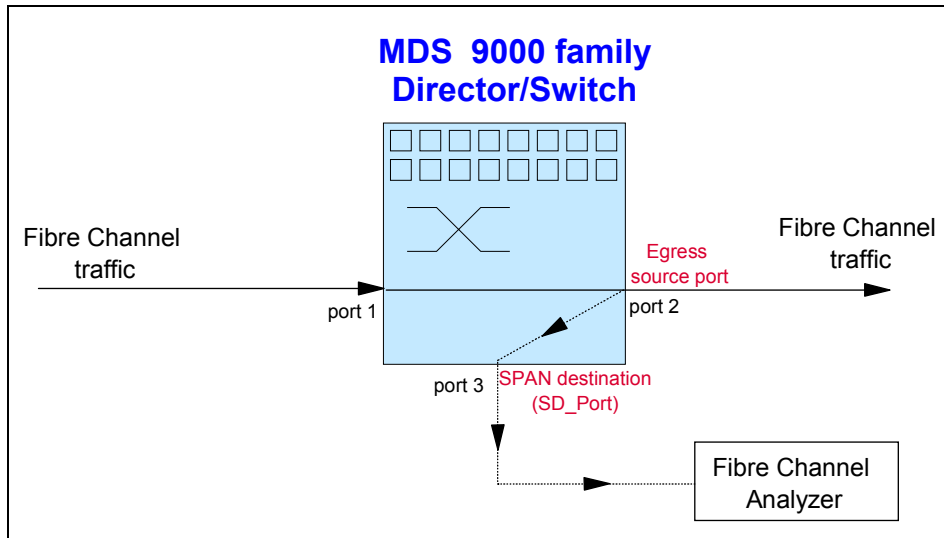 MDS 9000 family
Director/Switch
Fibre Channel
traffic
Fibre Channel
traffic
Egress
source port
port 1
port 2
port 3
SPAN destination
(SD_Port)
Fibre Channel
Analyzer